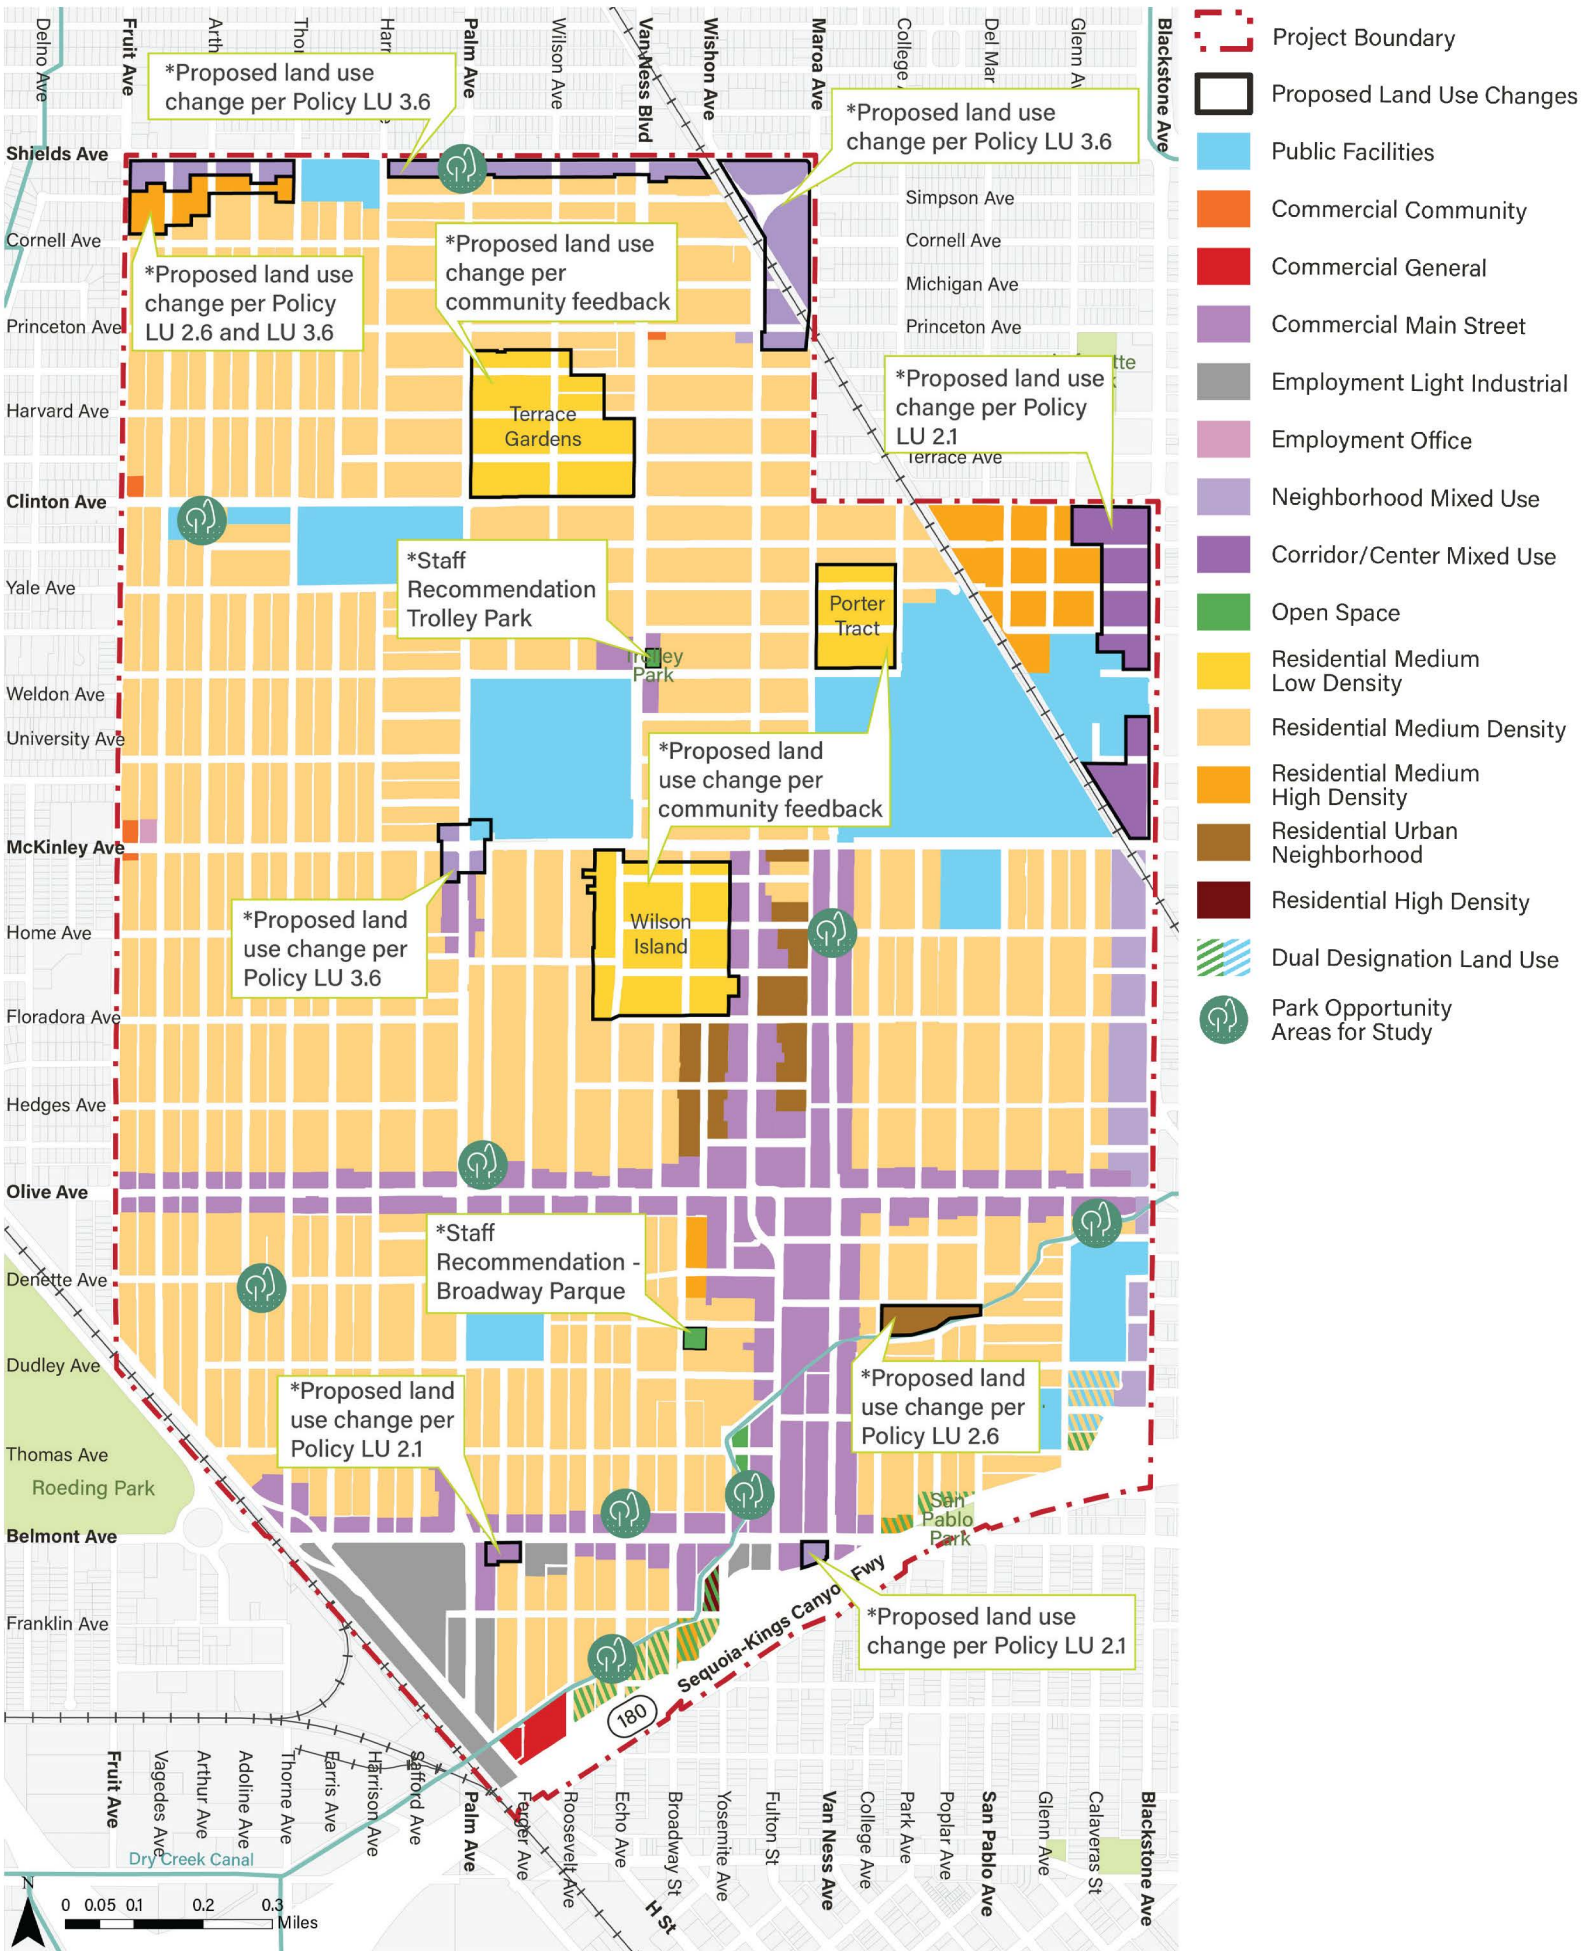 Delno Ave
Fruit Ave
Palm Ave
Wilson Ave
Van Ness Blvd
Wishon Ave
Maroa Ave
College
Del Mar
Blackstone Ave
*Proposed land use
change per Policy LU 3.6
*Proposed land use
change per Policy LU 3.6
Shields Ave
Simpson Ave
Cornell Ave
Cornell Ave
Michigan Ave
*Proposed land use
change per
community feedback
*Proposed land use
change per Policy
LU 2.6 and LU 3.6
Princeton Ave
Princeton Ave
*Proposed land use
change per Policy
LU 2.1
Harvard Ave
Terrace
Gardens
Terrace Ave
Clinton Ave
*Staff
Recommendation
Trolley Park
Yale Ave
Porter
Tract
Trolley
Park
Weldon Ave
University Ave
*Proposed land
use change per
community feedback
McKinley Ave
*Proposed land
use change per
Policy LU 3.6
Wilson
Island
Home Ave
Floradora Ave
Hedges Ave
Olive Ave
*Staff
Recommendation -
Broadway Parque
Denette Ave
Dudley Ave
*Proposed land
use change per
Policy LU 2.6
*Proposed land
use change per
Policy LU 2.1
Thomas Ave
Roeding Park
San
Pablo
Park
Belmont Ave
*Proposed land use
change per Policy LU 2.1
Franklin Ave
Sequoia-Kings Canyon Fwy
180
Fruit Ave
Vagedes Ave
Arthur Ave
Adoline Ave
Thorne Ave
Farris Ave
Harrison Ave
Safford Ave
Palm Ave
Ferger Ave
Roosevelt Ave
Echo Ave
Broadway St
Yosemite Ave
Fulton St
Van Ness Ave
College Ave
Park Ave
Poplar Ave
San Pablo Ave
Glenn Ave
Calaveras St
Blackstone Ave
H St
Dry Creek Canal
N
0 0.05 0.1 0.2 0.3
Miles
Project Boundary
Proposed Land Use Changes
Public Facilities
Commercial Community
Commercial General
Commercial Main Street
Employment Light Industrial
Employment Office
Neighborhood Mixed Use
Corridor/Center Mixed Use
Open Space
Residential Medium
Low Density
Residential Medium Density
Residential Medium
High Density
Residential Urban
Neighborhood
Residential High Density
Dual Designation Land Use
Park Opportunity
Areas for Study